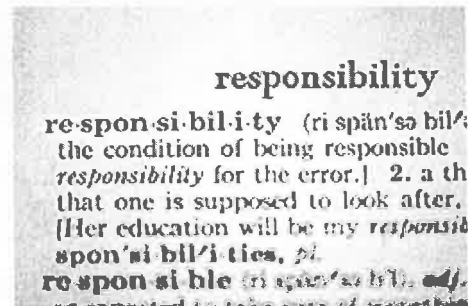 responsibility
re·spon·si·bil·i·ty (ri spän'sə bil'
the condition of being responsible
responsibility for the error.] 2. a th
that one is supposed to look after.
[Her education will be my responsib
spon'si bil'i ties, pl.
re·spon·si·ble adj.